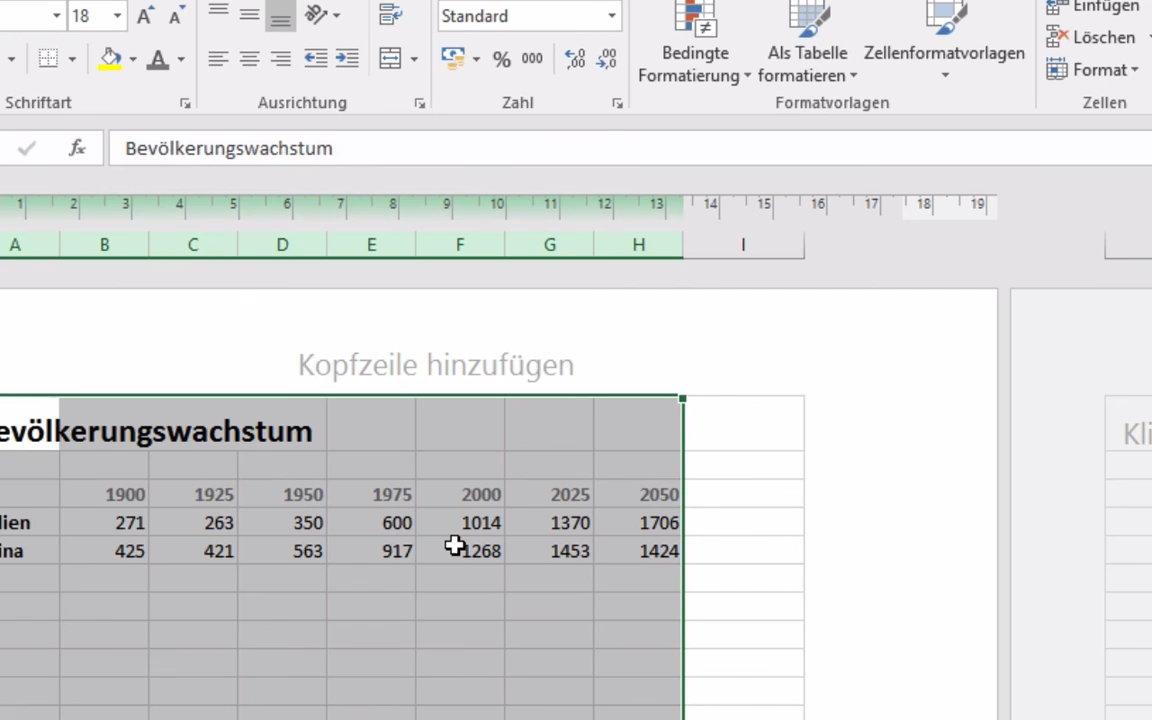 18 A A Standard Einfügen
Bedingte Formatierung Als Tabelle formatieren Zellenformatvorlagen Löschen
% 000 ,00 Format
Schriftart Ausrichtung Zahl Formatvorlagen Zellen
fx Bevölkerungswachstum
1 2 3 4 5 6 7 8 9 10 11 12 13 14 15 16 17 18 19
A B C D E F G H I
Kopfzeile hinzufügen
evölkerungswachstum
1900 1925 1950 1975 2000 2025 2050
lien 271 263 350 600 1014 1370 1706
ina 425 421 563 917 1268 1453 1424